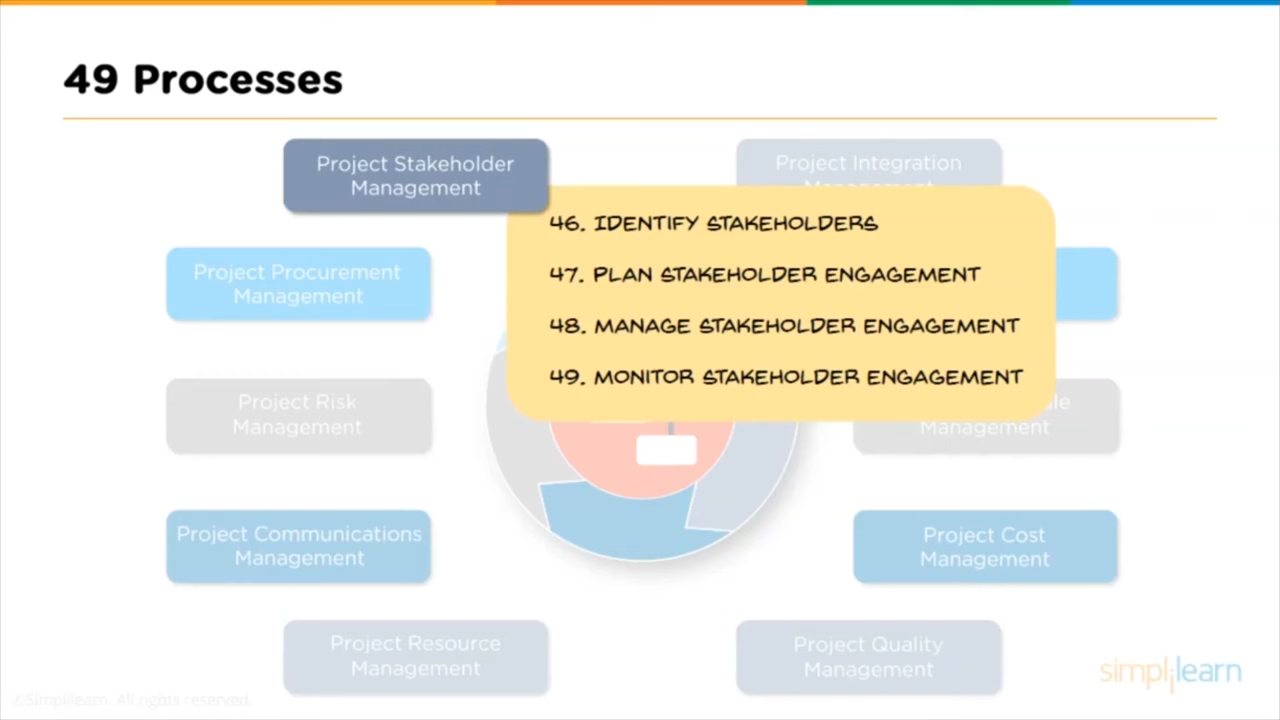 49 Processes
Project Stakeholder
Management
Project Integration
46. IDENTIFY STAKEHOLDERS
47. PLAN STAKEHOLDER ENGAGEMENT
48. MANAGE STAKEHOLDER ENGAGEMENT
49. MONITOR STAKEHOLDER ENGAGEMENT
Project Procurement
Management
Project Risk
Management
Management
Project Communications
Management
Project Cost
Management
Project Resource
Management
Project Quality
Management
simplilearn
©Simplilearn. All rights reserved.